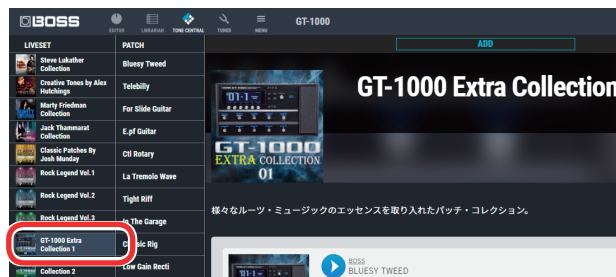 BOSS
EDITOR
LIBRARIAN
TONE CENTRAL
TUNER
MENU
GT-1000
LIVESET
PATCH
ADD
Steve Lukather
Collection
Bluesy Tweed
Creative Tones by Alex
Hutchings
Telebilly
Marty Friedman
Collection
For Slide Guitar
Jack Thammarat
Collection
E.pf Guitar
Classic Patches By
Josh Munday
Ctl Rotary
Rock Legend Vol.1
La Tremolo Wave
Rock Legend Vol.2
Tight Riff
Rock Legend Vol.3
In The Garage
GT-1000 Extra
Collection 1
Classic Rig
Collection 2
Low Gain Recti
GT-1000 Extra Collection
01-1
GT-1000
EXTRA COLLECTION
01
様々なルーツ・ミュージックのエッセンスを取り入れたパッチ・コレクション。
01-1
BOSS
BLUESY TWEED